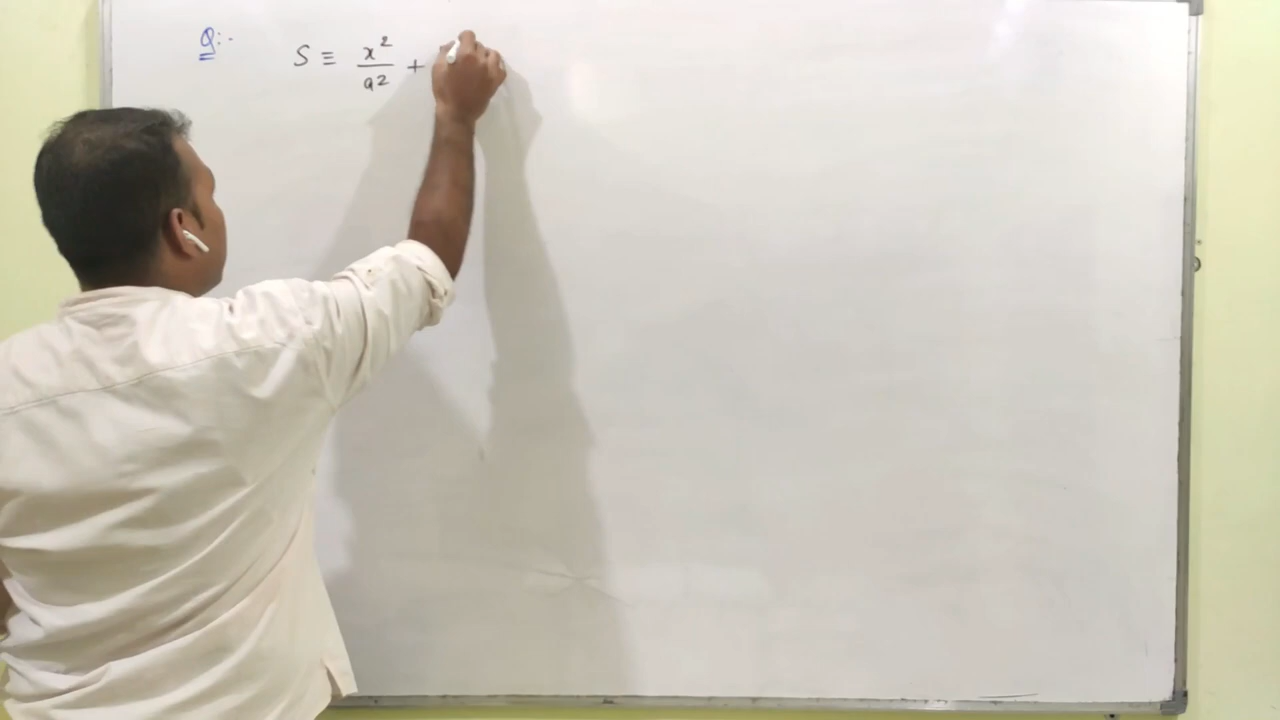 Q:- S ≡ x²/a² +